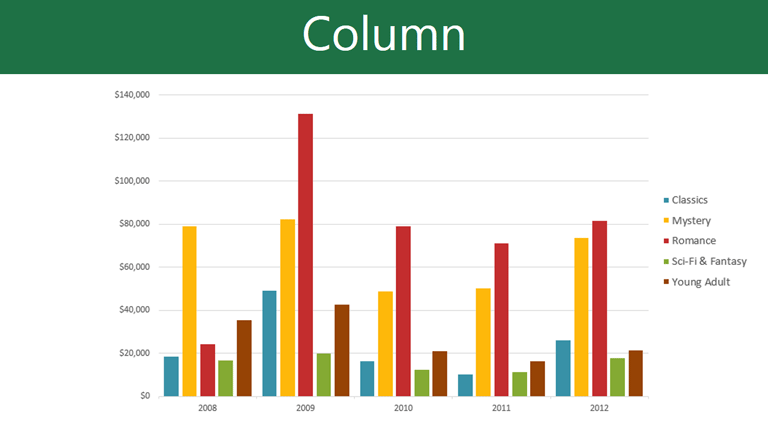 Column
$140,000
$120,000
$100,000
$80,000
$60,000
$40,000
$20,000
$0
2008 2009 2010 2011 2012
Classics
Mystery
Romance
Sci-Fi & Fantasy
Young Adult